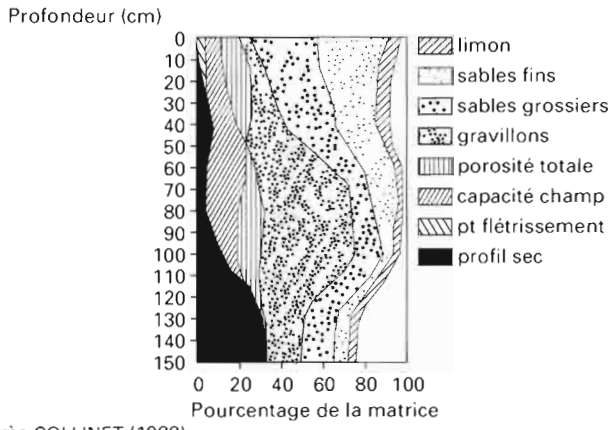 Profondeur (cm)
0
10
20
30
40
50
60
70
80
90
100
110
120
130
140
150
0 20 40 60 80 100
Pourcentage de la matrice
limon
sables fins
sables grossiers
gravillons
porosité totale
capacité champ
pt flétrissement
profil sec
COLLINET